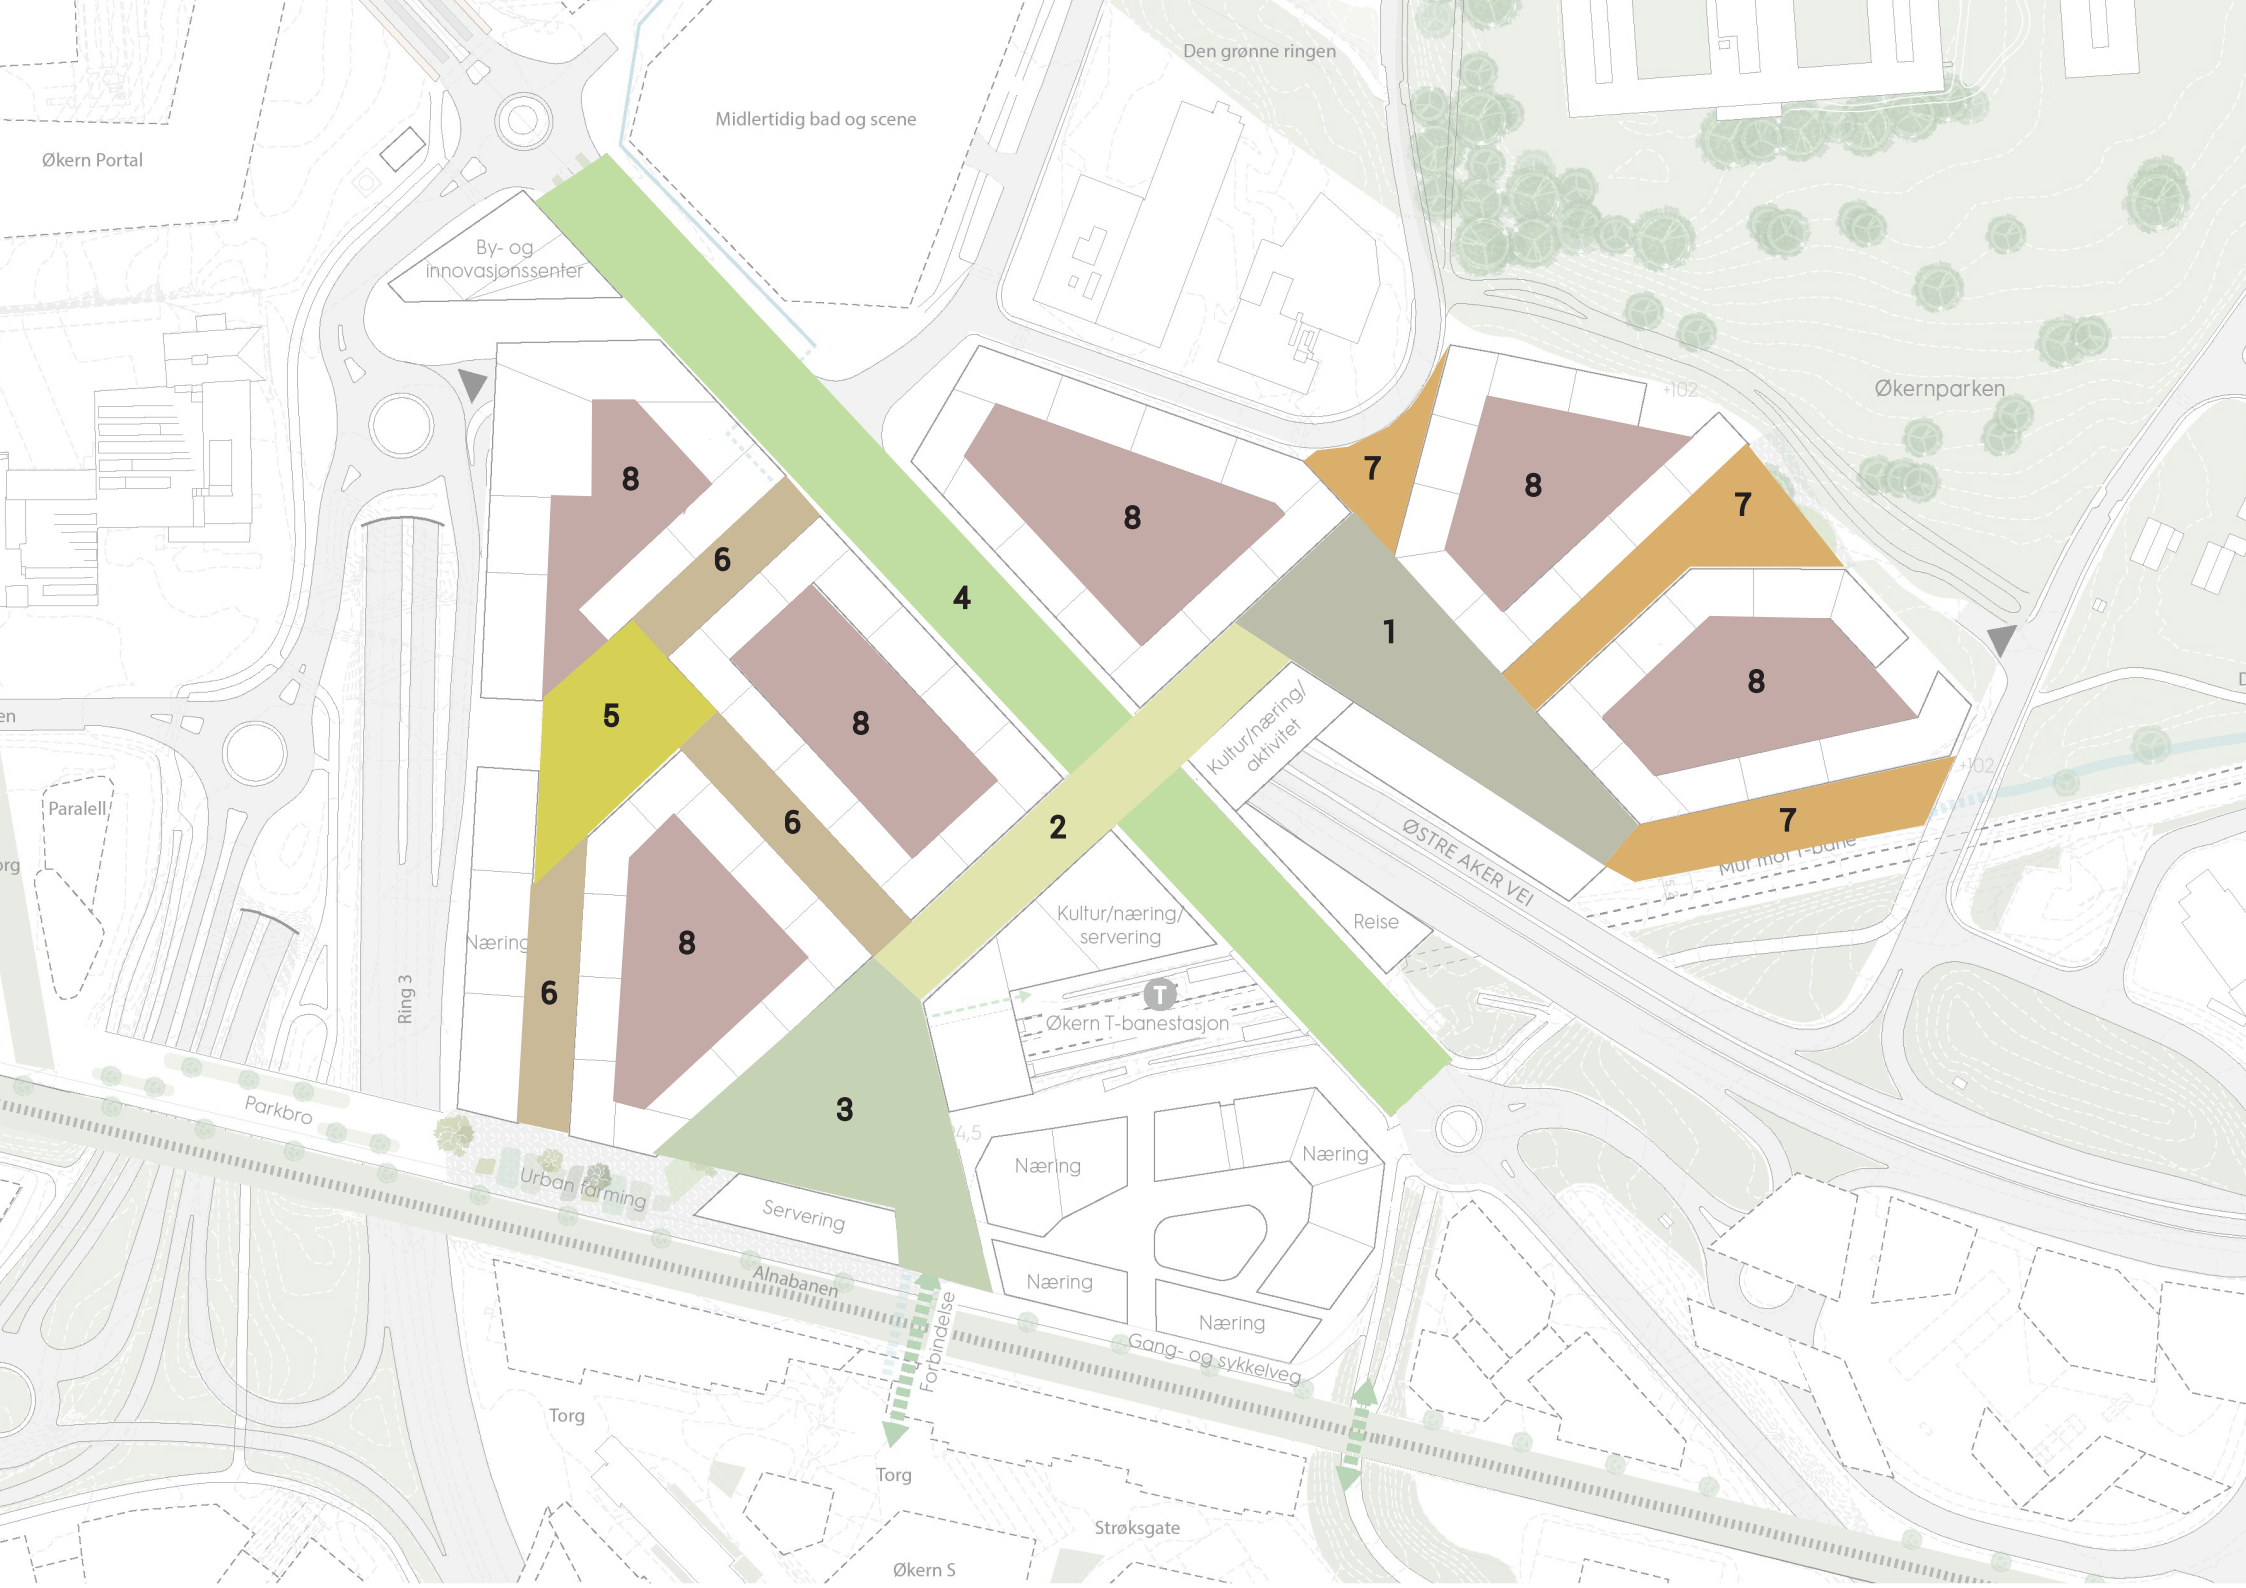 Den grønne ringen
Midlertidig bad og scene
Økern Portal
By- og
innovasjonssenter
+102
Økernparken
7
8
8
7
8
6
4
1
8
5
8
Kultur/næring/
aktivitet
+102
Paralell
6
2
7
ØSTRE AKER VEI
Mur mot T-bane
Kultur/næring/
servering
Reise
Næring
8
6
Ring 3
T
Økern T-banestasjon
Parkbro
3
Næring
Næring
Urban farming
Servering
Alnabanen
Næring
Næring
Forbindelse
Gang- og sykkelveg
Torg
Torg
Strøksgate
Økern S